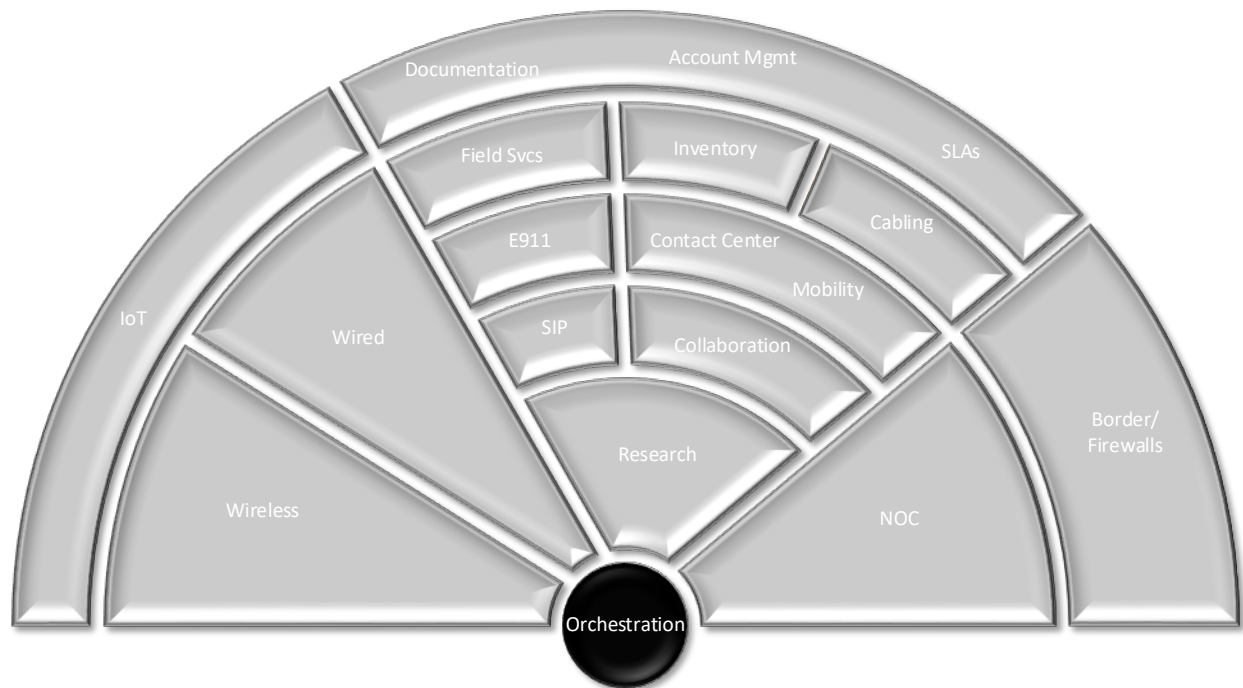 Documentation
Account Mgmt
SLAs
Field Svcs
Inventory
Cabling
E911
Contact Center
Mobility
SIP
Collaboration
IoT
Wired
Research
Border/
Firewalls
Wireless
NOC
Orchestration